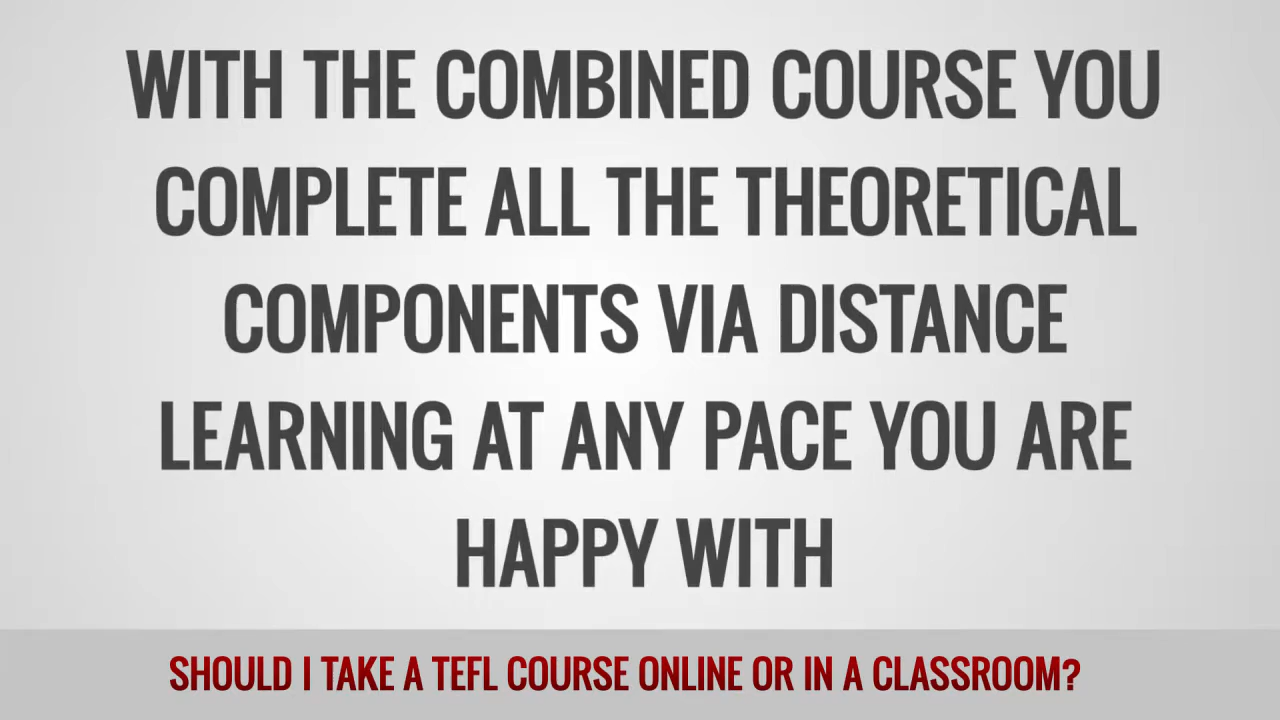 WITH THE COMBINED COURSE YOU
COMPLETE ALL THE THEORETICAL
COMPONENTS VIA DISTANCE
LEARNING AT ANY PACE YOU ARE
HAPPY WITH
SHOULD I TAKE A TEFL COURSE ONLINE OR IN A CLASSROOM?